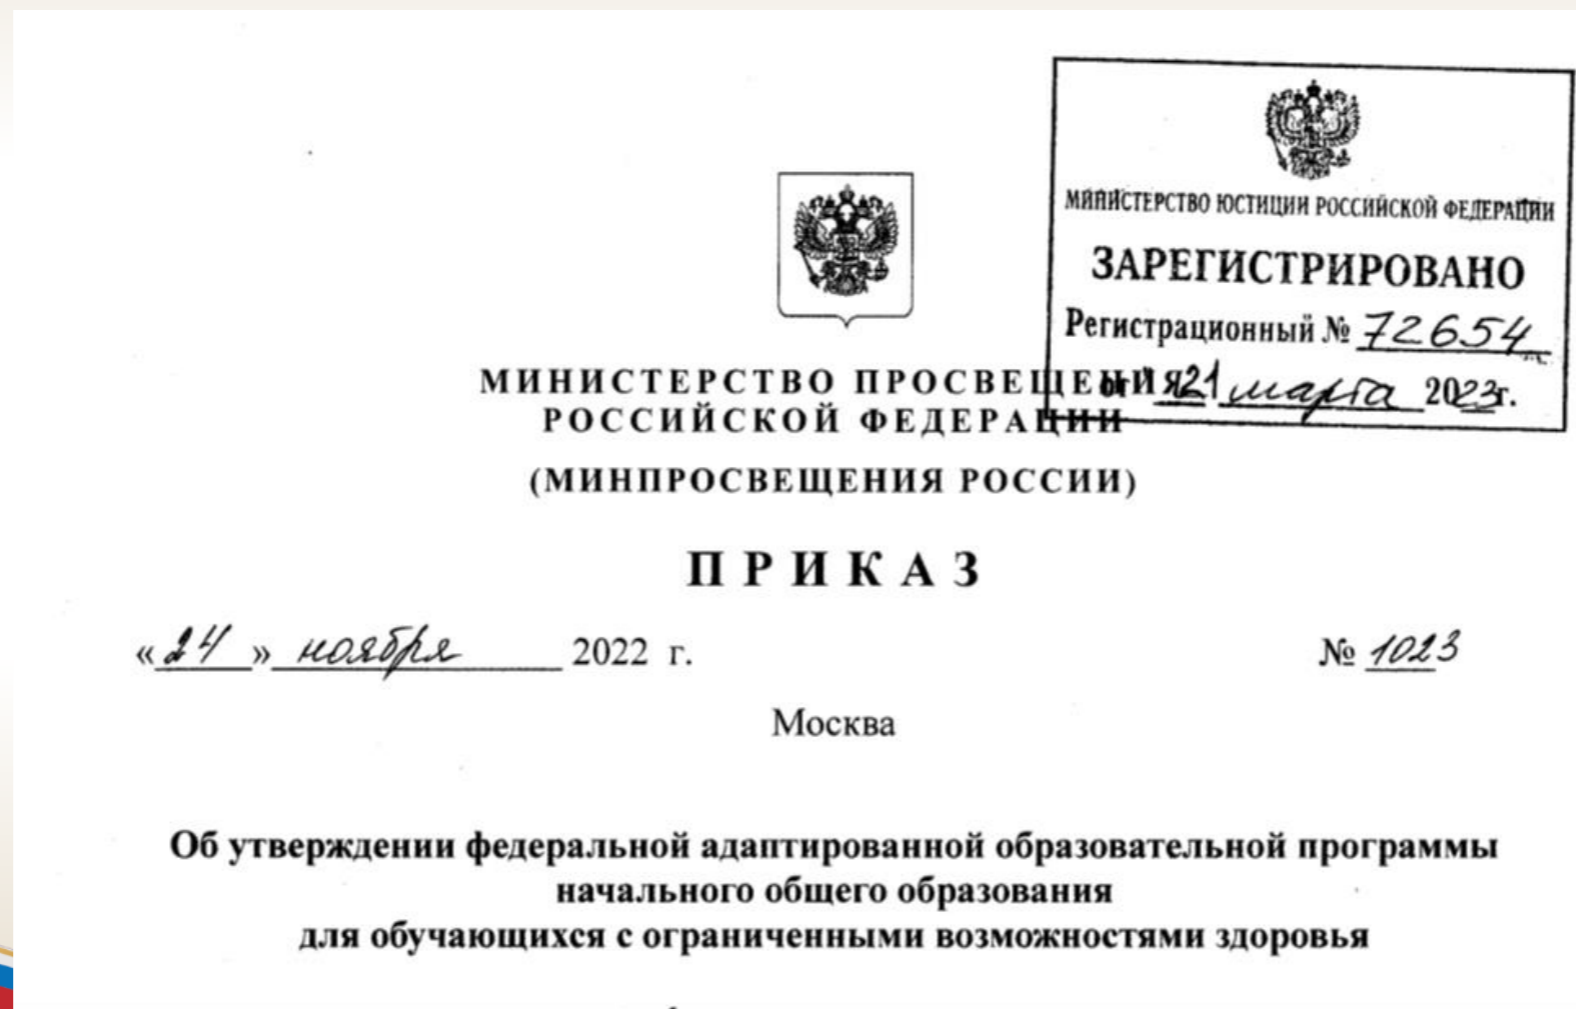 МИНИСТЕРСТВО ЮСТИЦИИ РОССИЙСКОЙ ФЕДЕРАЦИИ
ЗАРЕГИСТРИРОВАНО
Регистрационный № 72654
от "21" марта 2023г.
МИНИСТЕРСТВО ПРОСВЕЩЕНИЯ
РОССИЙСКОЙ ФЕДЕРАЦИИ
(МИНПРОСВЕЩЕНИЯ РОССИИ)
ПРИКАЗ
«24» ноября 2022 г.
№ 1023
Москва
Об утверждении федеральной адаптированной образовательной программы
начального общего образования
для обучающихся с ограниченными возможностями здоровья